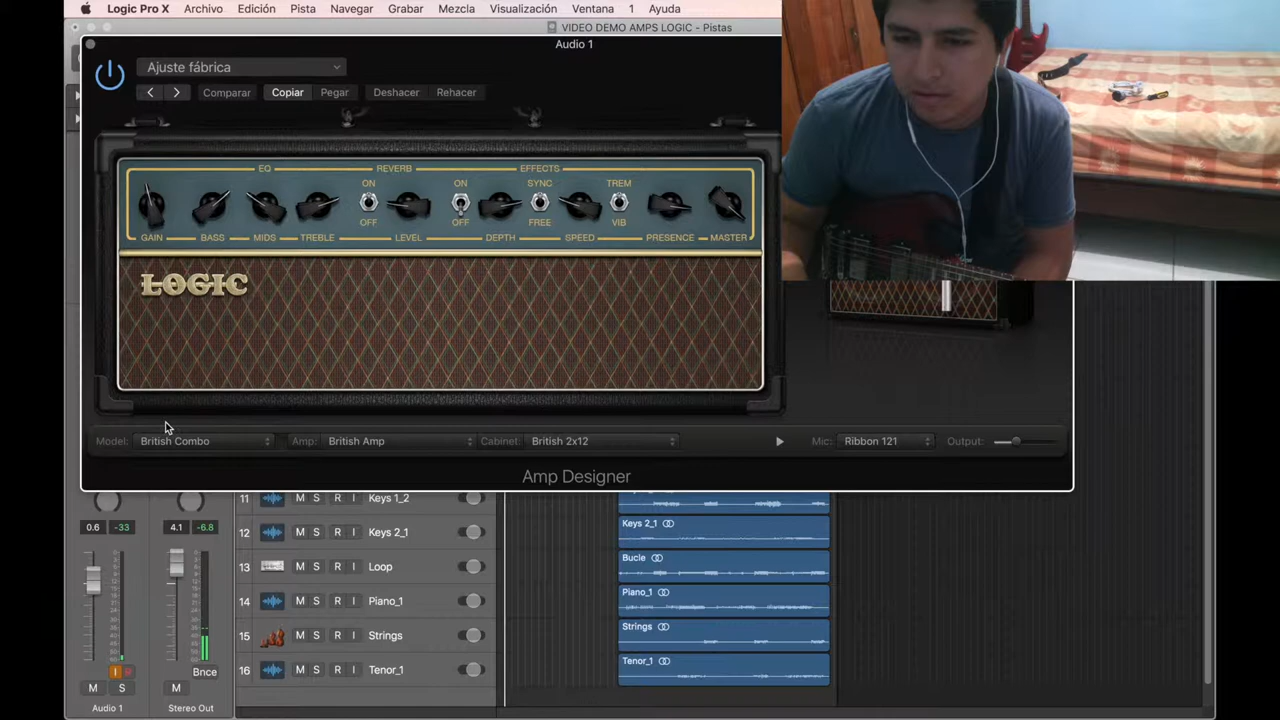 Logic Pro X Archivo Edición Pista Navegar Grabar Mezcla Visualización Ventana 1 Ayuda
VIDEO DEMO AMPS LOGIC - Pistas
Audio 1
Ajuste fábrica
Comparar Copiar Pegar Deshacer Rehacer
EQ REVERB EFFECTS
ON ON SYNC TREM
OFF OFF FREE VIB
GAIN BASS MIDS TREBLE LEVEL DEPTH SPEED PRESENCE MASTER
LOGIC
Model: British Combo Amp: British Amp Cabinet: British 2x12 Mic: Ribbon 121 Output:
Amp Designer
11 M S R I Keys 1_2
0.6 -33 4.1 -6.8 12 M S R I Keys 2_1 Keys 2_1
13 M S R I Loop Bucle
14 M S R I Piano_1 Piano_1
15 M S R I Strings Strings
I R Bnce 16 M S R I Tenor_1 Tenor_1
M S M
Audio 1 Stereo Out